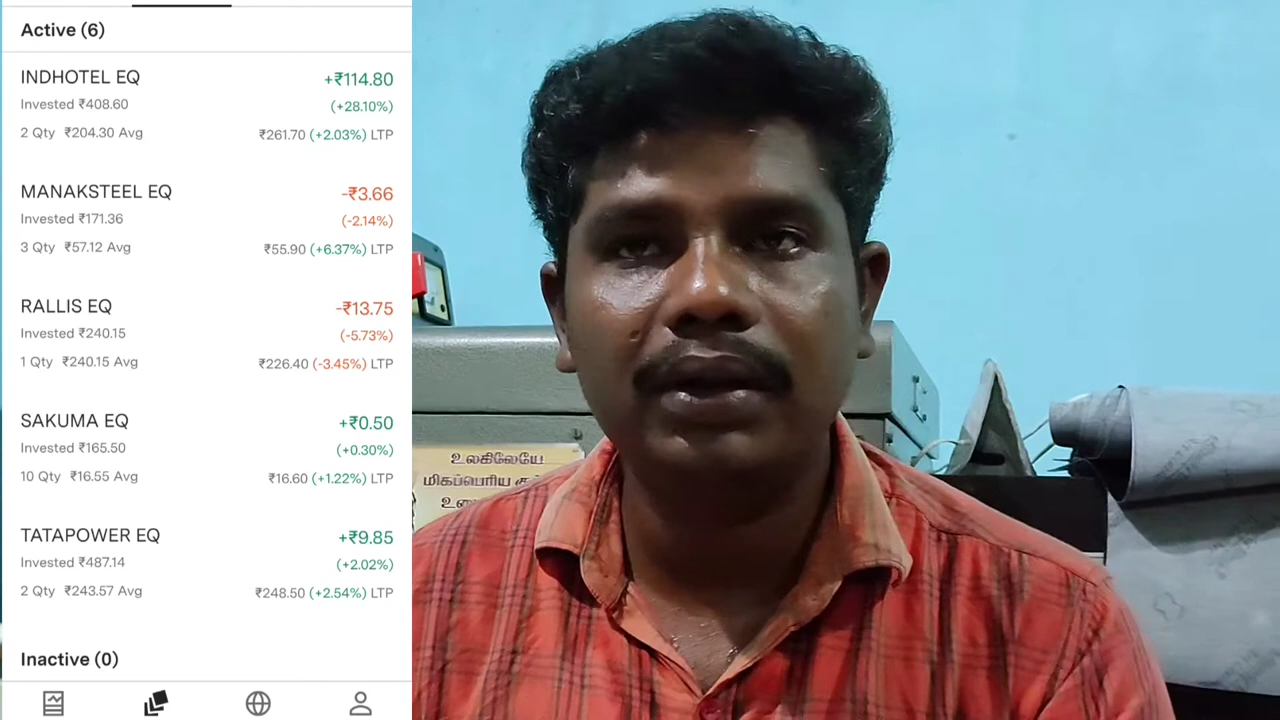 Active (6)
INDHOTEL EQ +₹114.80
Invested ₹408.60 (+28.10%)
2 Qty ₹204.30 Avg ₹261.70 (+2.03%) LTP
MANAKSTEEL EQ -₹3.66
Invested ₹171.36 (-2.14%)
3 Qty ₹57.12 Avg ₹55.90 (+6.37%) LTP
RALLIS EQ -₹13.75
Invested ₹240.15 (-5.73%)
1 Qty ₹240.15 Avg ₹226.40 (-3.45%) LTP
SAKUMA EQ +₹0.50
Invested ₹165.50 (+0.30%)
10 Qty ₹16.55 Avg ₹16.60 (+1.22%) LTP
TATAPOWER EQ +₹9.85
Invested ₹487.14 (+2.02%)
2 Qty ₹243.57 Avg ₹248.50 (+2.54%) LTP
Inactive (0)
உலகிலேயே
மிகப்பெரிய